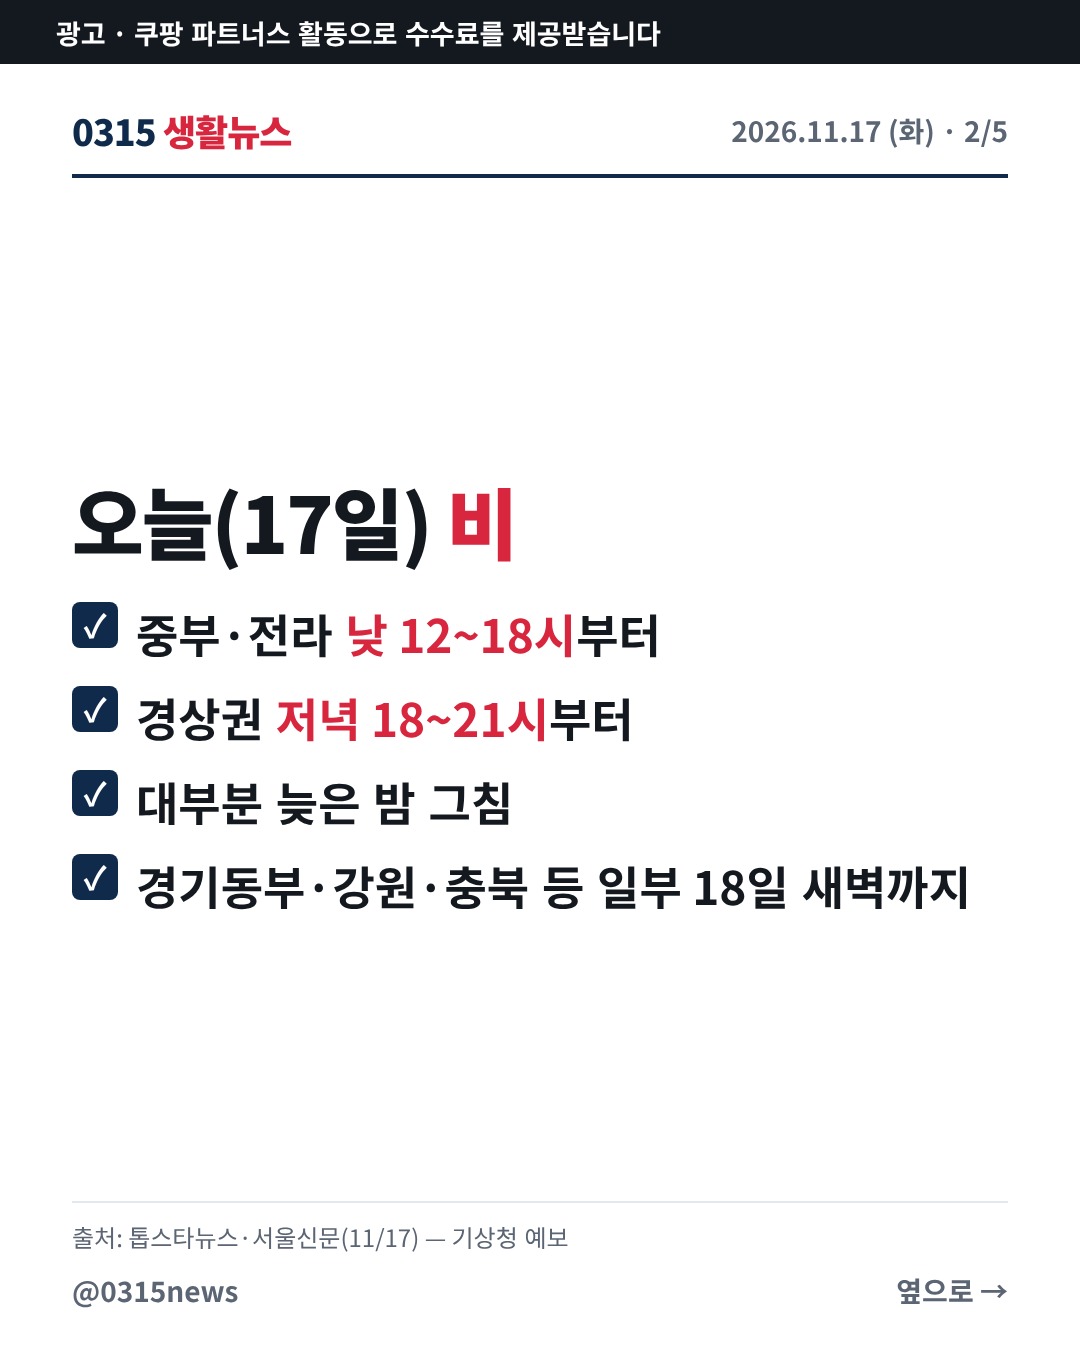 광고 · 쿠팡 파트너스 활동으로 수수료를 제공받습니다
0315 생활뉴스
2026.11.17 (화) · 2/5
오늘(17일) 비
✓ 중부·전라 낮 12~18시부터
✓ 경상권 저녁 18~21시부터
✓ 대부분 늦은 밤 그침
✓ 경기동부·강원·충북 등 일부 18일 새벽까지
출처: 톱스타뉴스·서울신문(11/17) — 기상청 예보
@0315news
옆으로 →